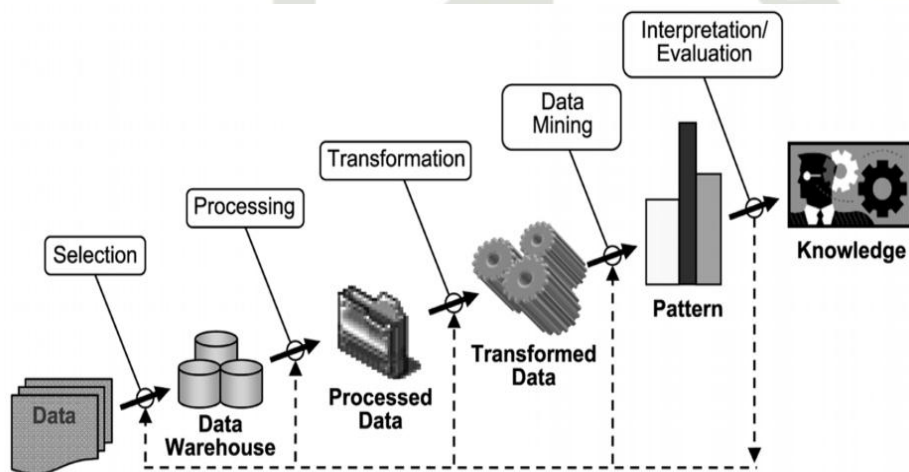 Interpretation/
Evaluation
Data
Mining
Transformation
Processing
Selection
Knowledge
Pattern
Transformed
Data
Processed
Data
Data
Warehouse
Data